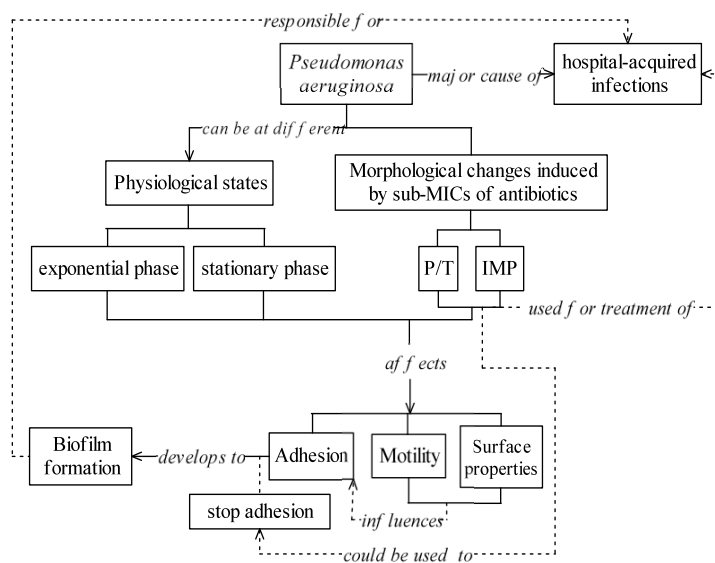 responsible for
Pseudomonas
aeruginosa
major cause of
hospital-acquired
infections
can be at different
Physiological states
Morphological changes induced
by sub-MICs of antibiotics
exponential phase
stationary phase
P/T
IMP
used for treatment of
affects
Biofilm
formation
develops to
Adhesion
Motility
Surface
properties
stop adhesion
influences
could be used to